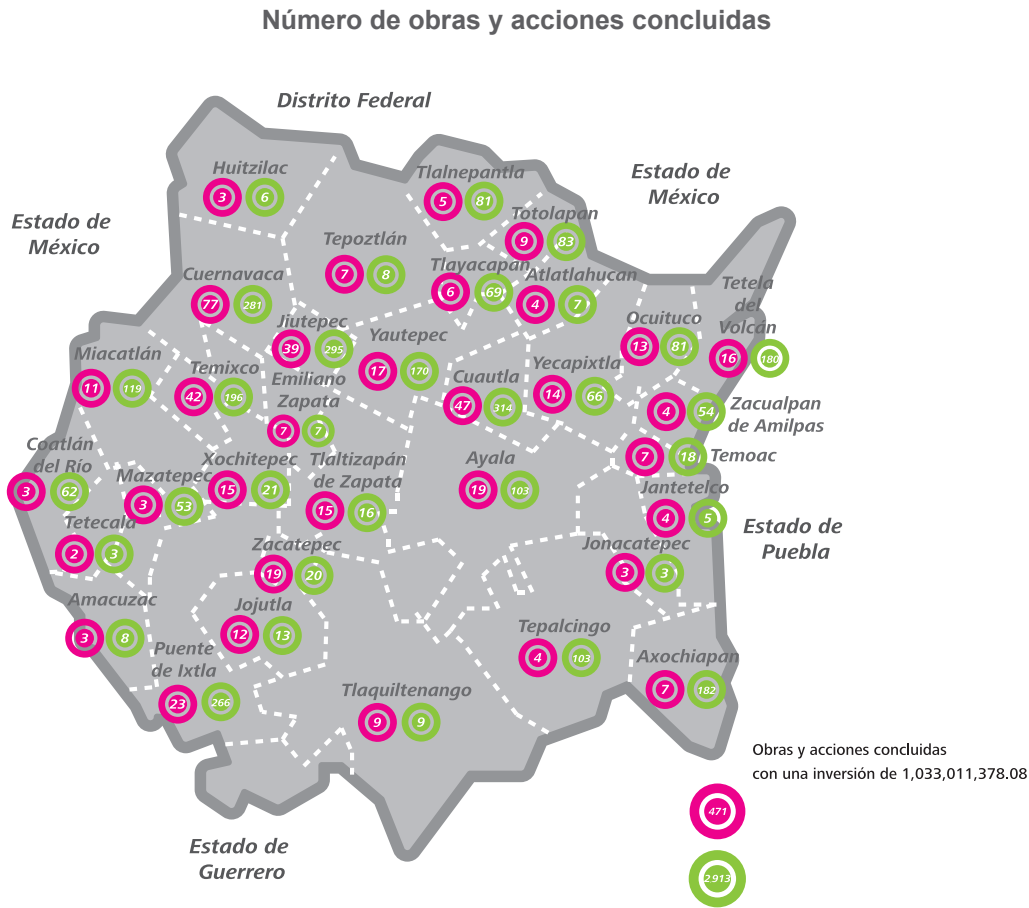 Número de obras y acciones concluidas
Distrito Federal
Estado de
México
Estado de
México
Huitzilac
3 6
Tlalnepantla
5 81
Totolapan
9 83
Tepoztlán
7 8
Tlayacapan
6 69
Atlatlahucan
4 7
Tetela
del
Volcán
16 180
Cuernavaca
77 281
Jiutepec
39 295
Yautepec
17 170
Ocuituco
13 81
Miacatlán
11 119
Temixco
42 196
Emiliano
Zapata
7 7
Cuautla
47 314
Yecapixtla
14 66
4 54 Zacualpan
de Amilpas
7 18 Temoac
Coatlán
del Río
3 62
Mazatepec
3 53
Xochitepec
15 21
Tlaltizapán
de Zapata
15 16
Ayala
19 103
Jantetelco
4 5
Estado de
Puebla
Tetecala
2 3
Zacatepec
19 20
Jonacatepec
3 3
Amacuzac
3 8
Jojutla
12 13
Tepalcingo
4 103
Puente
de Ixtla
23 266
Axochiapan
7 182
Tlaquiltenango
9 9
Estado de
Guerrero
Obras y acciones concluidas
con una inversión de 1,033,011,378.08
471
2,913